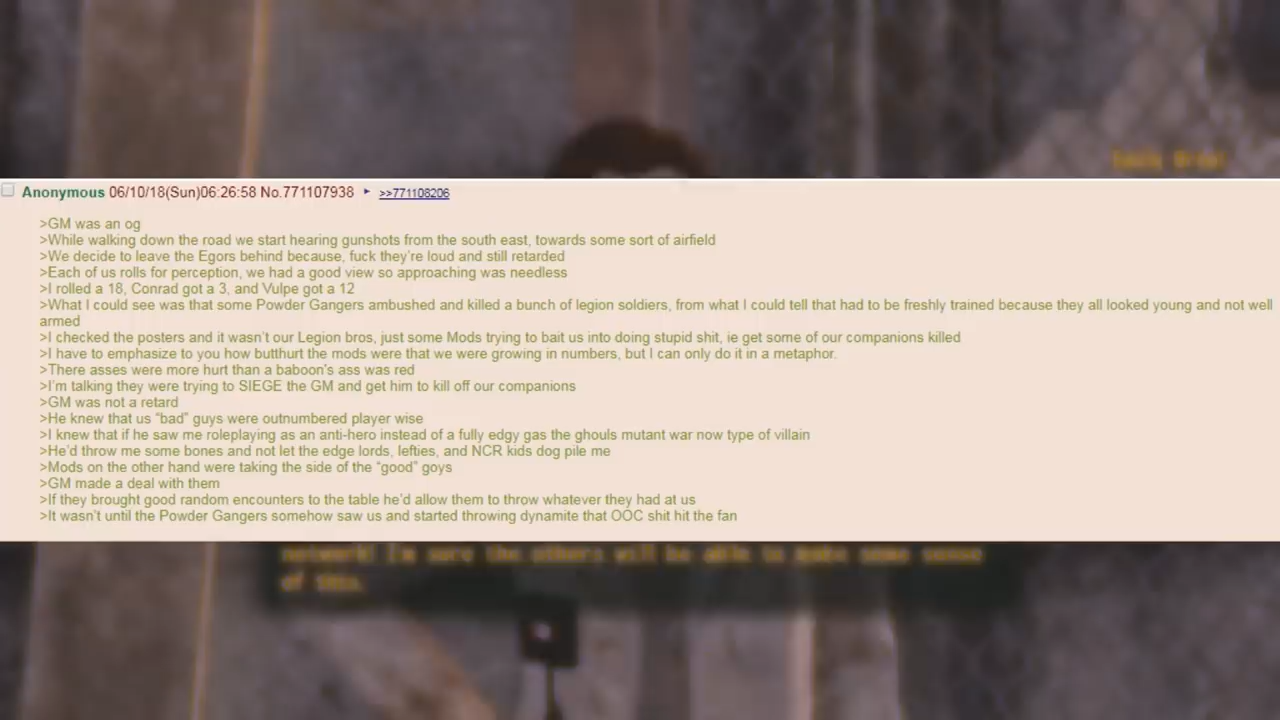 Anonymous 06/10/18(Sun)06:26:58 No.771107938 ▶ >>771108206
>GM was an og
>While walking down the road we start hearing gunshots from the south east, towards some sort of airfield
>We decide to leave the Egors behind because, fuck they're loud and still retarded
>Each of us rolls for perception, we had a good view so approaching was needless
>I rolled a 18, Conrad got a 3, and Vulpe got a 12
>What I could see was that some Powder Gangers ambushed and killed a bunch of legion soldiers, from what I could tell that had to be freshly trained because they all looked young and not well
armed
>I checked the posters and it wasn't our Legion bros, just some Mods trying to bait us into doing stupid shit, ie get some of our companions killed
>I have to emphasize to you how butthurt the mods were that we were growing in numbers, but I can only do it in a metaphor.
>There asses were more hurt than a baboon's ass was red
>I'm talking they were trying to SIEGE the GM and get him to kill off our companions
>GM was not a retard
>He knew that us “bad” guys were outnumbered player wise
>I knew that if he saw me roleplaying as an anti-hero instead of a fully edgy gas the ghouls mutant war now type of villain
>He'd throw me some bones and not let the edge lords, lefties, and NCR kids dog pile me
>Mods on the other hand were taking the side of the “good” goys
>GM made a deal with them
>If they brought good random encounters to the table he'd allow them to throw whatever they had at us
>It wasn't until the Powder Gangers somehow saw us and started throwing dynamite that OOC shit hit the fan
network! I'm sure the others will be able to make some sense
of this.